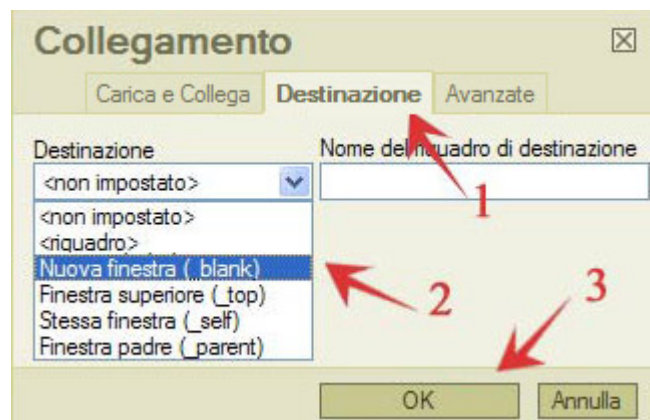 Collegamento
Carica e Collega Destinazione Avanzate
Destinazione Nome del riquadro di destinazione
<non impostato>
1
<non impostato>
<riquadro>
Nuova finestra (_blank)
Finestra superiore (_top)
Stessa finestra (_self)
Finestra padre (_parent)
2
3
OK Annulla